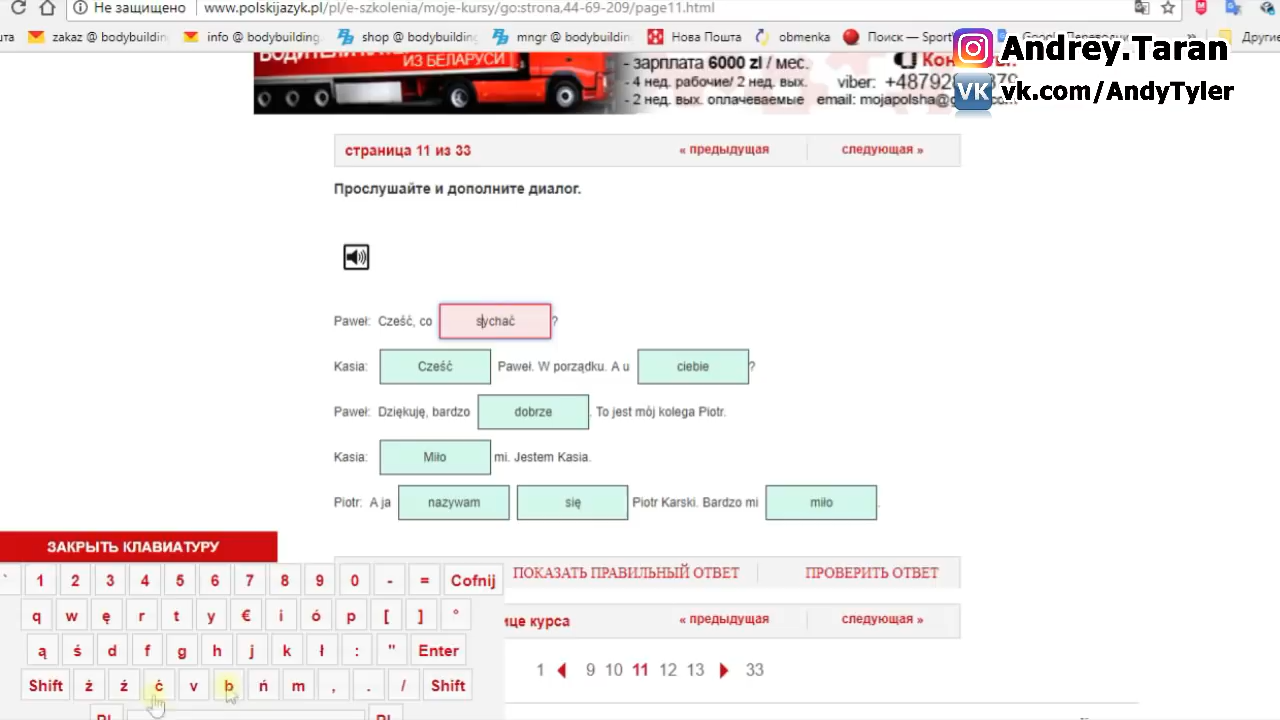 Не защищено www.polskijazyk.pl/pl/e-szkolenia/moje-kursy/go:strona,44-69-209/page11.html
zakaz @ bodybuilding info @ bodybuilding shop @ bodybuilding mngr @ bodybuildin Нова Пошта obmenka Поиск — Sport Другие
Andrey.Taran
vk.com/AndyTyler
ИЗ БЕЛАРУСИ
- зарплата 6000 zl / мес.
- 4 нед. рабочие/ 2 нед. вых. viber:
- 2 нед. вых. оплачиваемые email:
страница 11 из 33 « предыдущая следующая »
Прослушайте и дополните диалог.
Paweł: Cześć, co sychać ?
Kasia: Cześć Paweł. W porządku. A u ciebie ?
Paweł: Dziękuję, bardzo dobrze . To jest mój kolega Piotr.
Kasia: Miło mi. Jestem Kasia.
Piotr: A ja nazywam się Piotr Karski. Bardzo mi miło .
ЗАКРЫТЬ КЛАВИАТУРУ
ПОКАЗАТЬ ПРАВИЛЬНЫЙ ОТВЕТ ПРОВЕРИТЬ ОТВЕТ
` 1 2 3 4 5 6 7 8 9 0 - = Cofnij
q w ę r t y € i ó p [ ] °
ице курса « предыдущая следующая »
ą ś d f g h j k ł : " Enter
1 9 10 11 12 13 33
Shift ż ź ć v b ń m , . / Shift